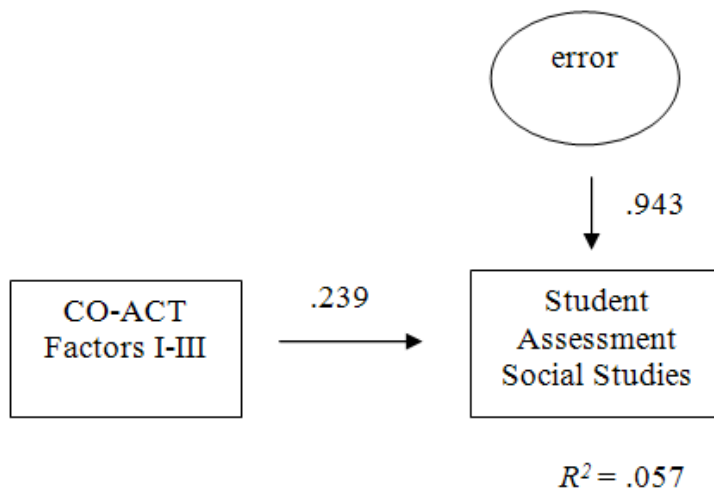 error
.943
CO-ACT
Factors I-III
.239
Student
Assessment
Social Studies
R² = .057